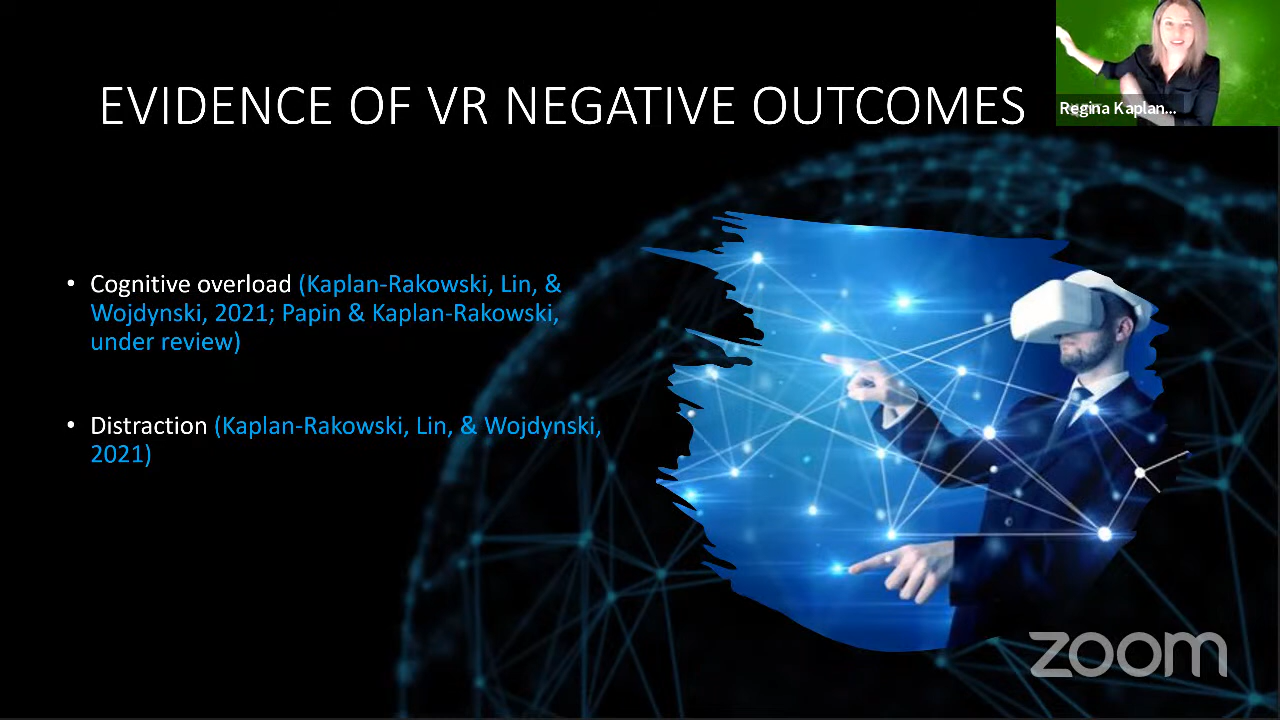 EVIDENCE OF VR NEGATIVE OUTCOMES
Regina Kaplan...
• Cognitive overload (Kaplan-Rakowski, Lin, &
Wojdynski, 2021; Papin & Kaplan-Rakowski,
under review)
• Distraction (Kaplan-Rakowski, Lin, & Wojdynski,
2021)
zoom